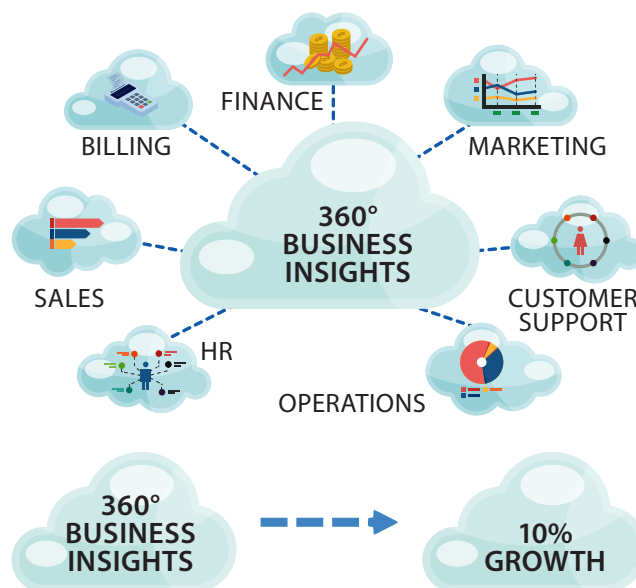 FINANCE
BILLING
MARKETING
360°
BUSINESS
INSIGHTS
SALES
CUSTOMER
SUPPORT
HR
OPERATIONS
360°
BUSINESS
INSIGHTS
10%
GROWTH